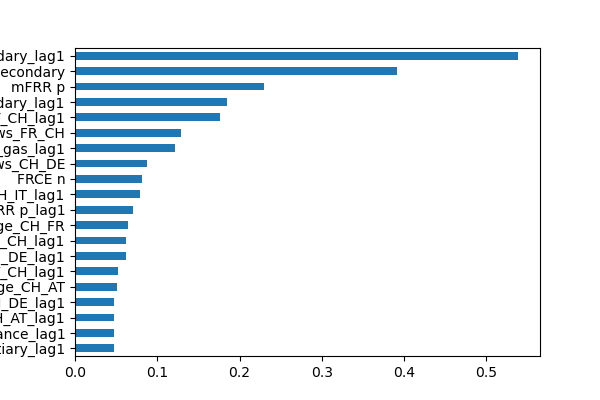 dary_lag1
econdary
mFRR p
dary_lag1
_CH_lag1
ws_FR_CH
_gas_lag1
ws_CH_DE
FRCE n
H_IT_lag1
RR p_lag1
ge_CH_FR
_CH_lag1
_DE_lag1
_CH_lag1
ge_CH_AT
_DE_lag1
H_AT_lag1
ance_lag1
tiary_lag1
0.0 0.1 0.2 0.3 0.4 0.5